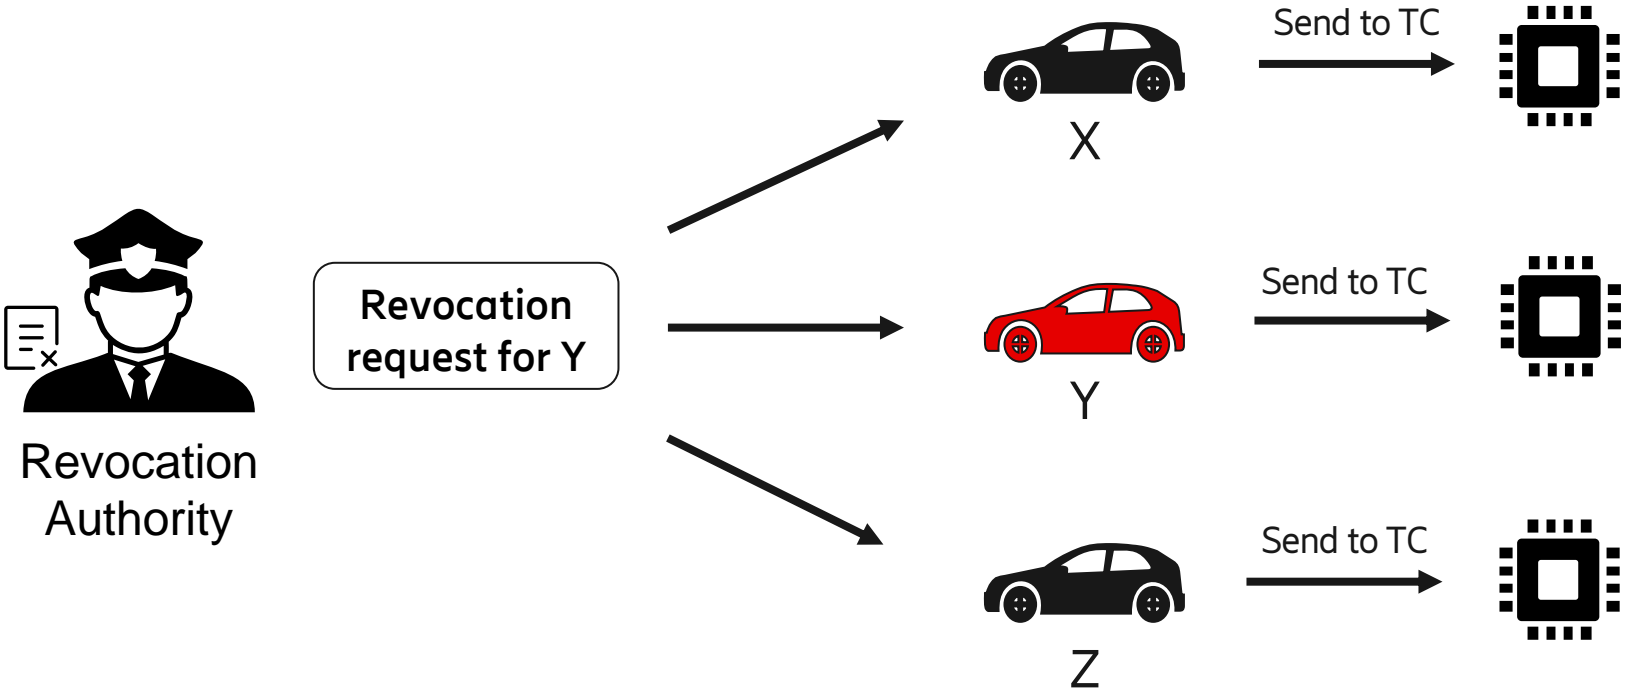 Send to TC
X
Revocation
request for Y
Send to TC
Y
Revocation
Authority
Send to TC
Z